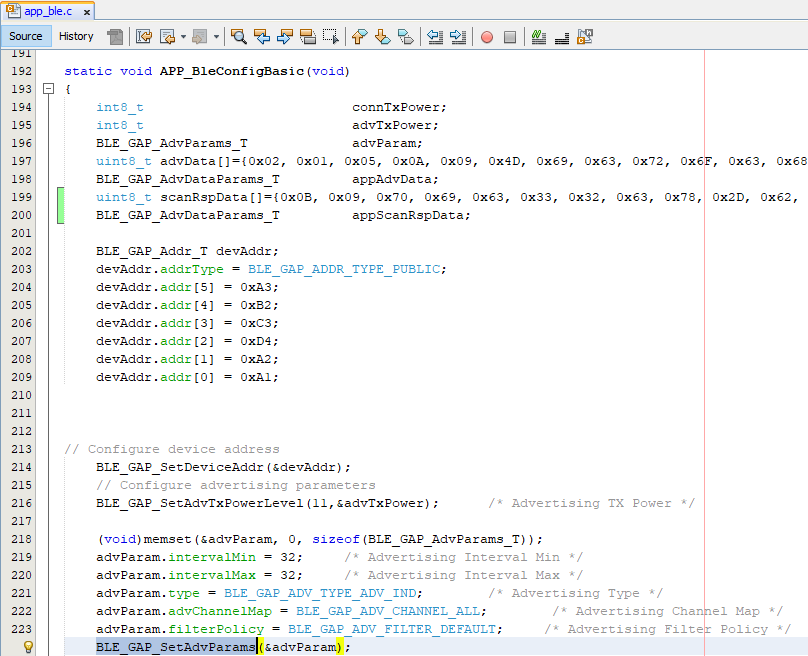 app_ble.c x
Source History
191
192 static void APP_BleConfigBasic(void)
193 {
194 int8_t connTxPower;
195 int8_t advTxPower;
196 BLE_GAP_AdvParams_T advParam;
197 uint8_t advData[]={0x02, 0x01, 0x05, 0x0A, 0x09, 0x4D, 0x69, 0x63, 0x72, 0x6F, 0x63, 0x68
198 BLE_GAP_AdvDataParams_T appAdvData;
199 uint8_t scanRspData[]={0x0B, 0x09, 0x70, 0x69, 0x63, 0x33, 0x32, 0x63, 0x78, 0x2D, 0x62,
200 BLE_GAP_AdvDataParams_T appScanRspData;
201
202 BLE_GAP_Addr_T devAddr;
203 devAddr.addrType = BLE_GAP_ADDR_TYPE_PUBLIC;
204 devAddr.addr[5] = 0xA3;
205 devAddr.addr[4] = 0xB2;
206 devAddr.addr[3] = 0xC3;
207 devAddr.addr[2] = 0xD4;
208 devAddr.addr[1] = 0xA2;
209 devAddr.addr[0] = 0xA1;
210
211
212
213 // Configure device address
214 BLE_GAP_SetDeviceAddr(&devAddr);
215 // Configure advertising parameters
216 BLE_GAP_SetAdvTxPowerLevel(11,&advTxPower); /* Advertising TX Power */
217
218 (void)memset(&advParam, 0, sizeof(BLE_GAP_AdvParams_T));
219 advParam.intervalMin = 32; /* Advertising Interval Min */
220 advParam.intervalMax = 32; /* Advertising Interval Max */
221 advParam.type = BLE_GAP_ADV_TYPE_ADV_IND; /* Advertising Type */
222 advParam.advChannelMap = BLE_GAP_ADV_CHANNEL_ALL; /* Advertising Channel Map */
223 advParam.filterPolicy = BLE_GAP_ADV_FILTER_DEFAULT; /* Advertising Filter Policy */
BLE_GAP_SetAdvParams(&advParam);